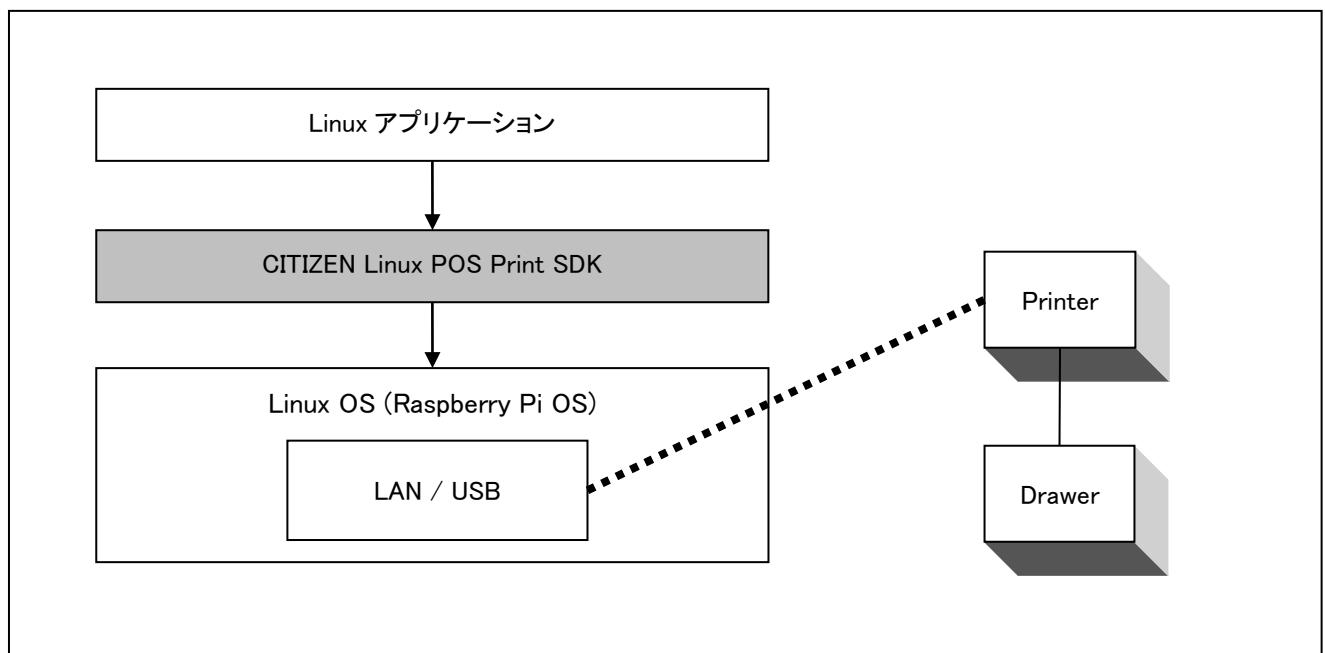 Linux アプリケーション
CITIZEN Linux POS Print SDK
Linux OS (Raspberry Pi OS)
LAN / USB
Printer
Drawer